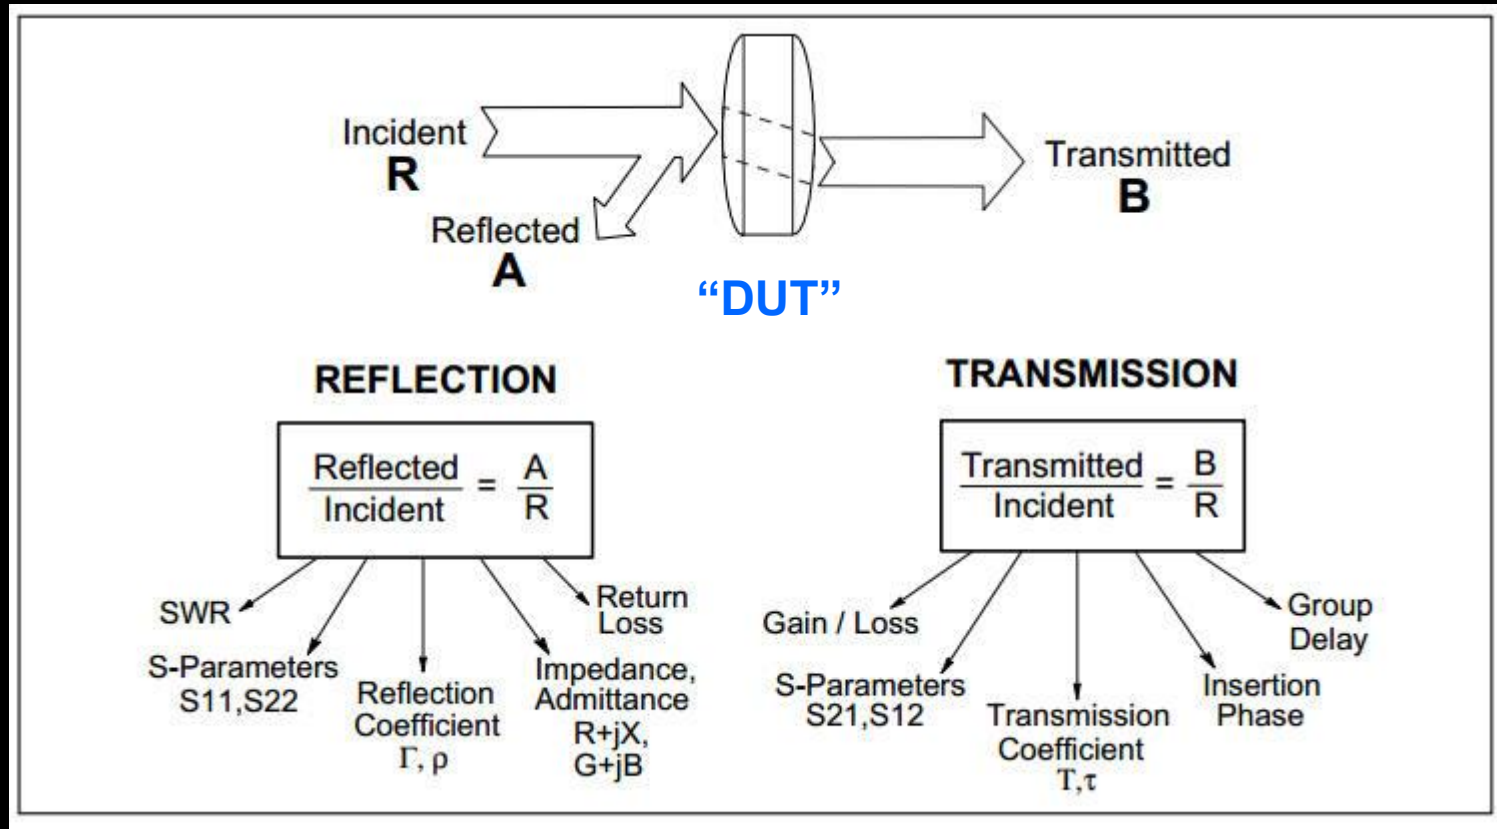 Incident
R
Reflected
A
Transmitted
B
“DUT”
REFLECTION
Reflected
Incident
=
A
R
SWR
S-Parameters
S11,S22
Reflection
Coefficient
Γ, ρ
Impedance,
Admittance
R+jX,
G+jB
Return
Loss
TRANSMISSION
Transmitted
Incident
=
B
R
Gain / Loss
S-Parameters
S21,S12
Transmission
Coefficient
Τ,τ
Insertion
Phase
Group
Delay